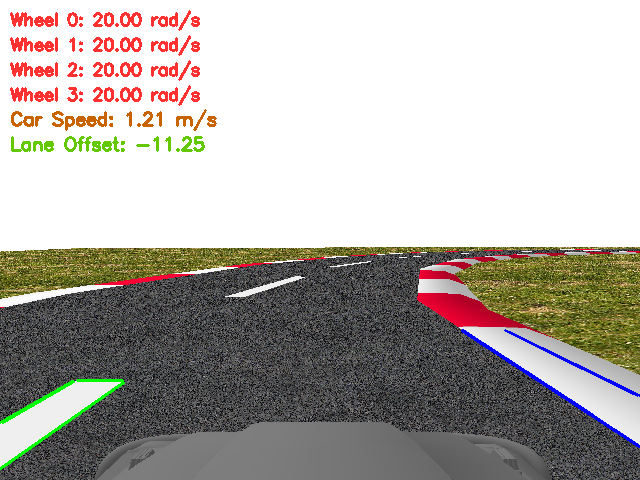 Wheel 0: 20.00 rad/s
Wheel 1: 20.00 rad/s
Wheel 2: 20.00 rad/s
Wheel 3: 20.00 rad/s
Car Speed: 1.21 m/s
Lane Offset: -11.25